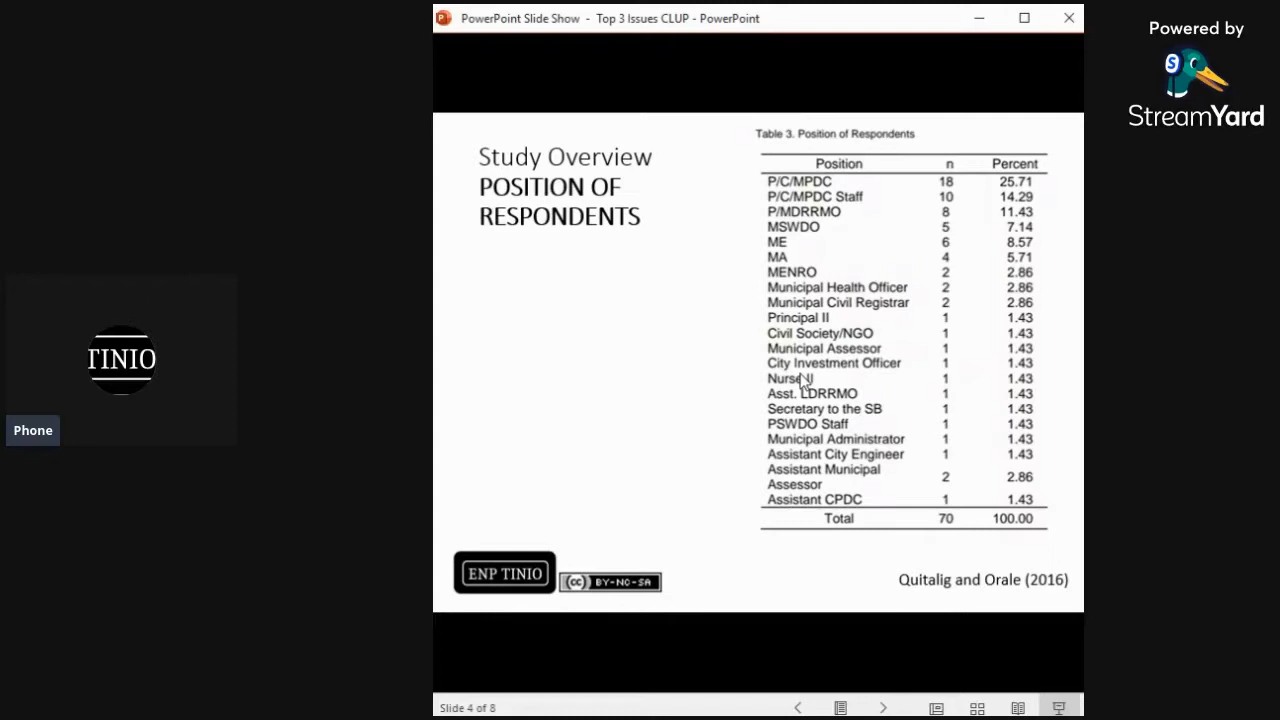 PowerPoint Slide Show - Top 3 Issues CLUP - PowerPoint
Powered by
StreamYard
Study Overview
POSITION OF
RESPONDENTS
Table 3. Position of Respondents
Position n Percent
P/C/MPDC 18 25.71
P/C/MPDC Staff 10 14.29
P/MDRRMO 8 11.43
MSWDO 5 7.14
ME 6 8.57
MA 4 5.71
MENRO 2 2.86
Municipal Health Officer 2 2.86
Municipal Civil Registrar 2 2.86
Principal II 1 1.43
Civil Society/NGO 1 1.43
Municipal Assessor 1 1.43
City Investment Officer 1 1.43
Nurse II 1 1.43
Asst. LDRRMO 1 1.43
Secretary to the SB 1 1.43
PSWDO Staff 1 1.43
Municipal Administrator 1 1.43
Assistant City Engineer 1 1.43
Assistant Municipal
Assessor 2 2.86
Assistant CPDC 1 1.43
Total 70 100.00
TINIO
Phone
ENP TINIO
(cc) BY-NC-SA
Quitalig and Orale (2016)
Slide 4 of 8